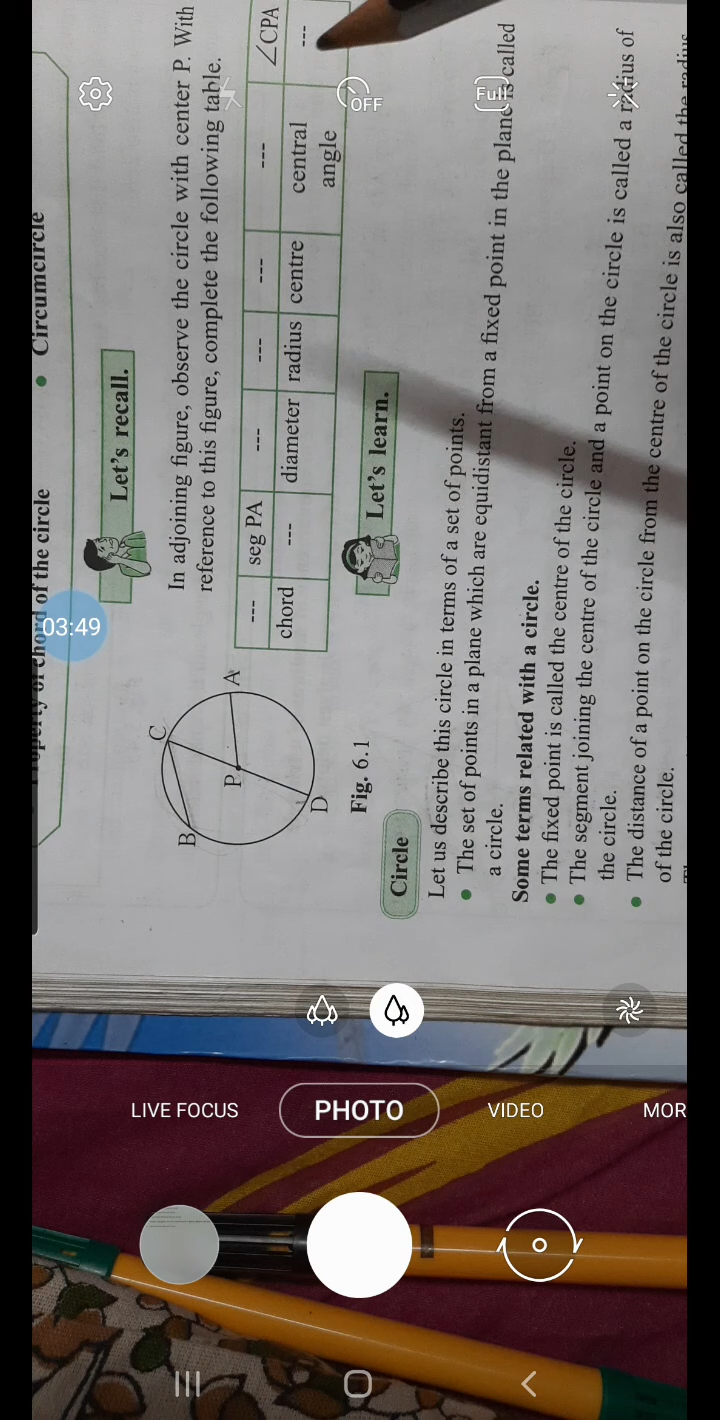 Property of chord of the circle • Circumcircle
Let's recall.
In adjoining figure, observe the circle with center P. With
reference to this figure, complete the following table.
--- seg PA --- --- --- --- ∠CPA
chord --- diameter radius centre central angle ---
B C P A D
Fig. 6.1
Let's learn.
Circle
Let us describe this circle in terms of a set of points.
• The set of points in a plane which are equidistant from a fixed point in the plane is called
a circle.
Some terms related with a circle.
• The fixed point is called the centre of the circle.
• The segment joining the centre of the circle and a point on the circle is called a radius of
the circle.
• The distance of a point on the circle from the centre of the circle is also called the radius
of the circle.
OFF
Full
03:49
LIVE FOCUS PHOTO VIDEO MOR